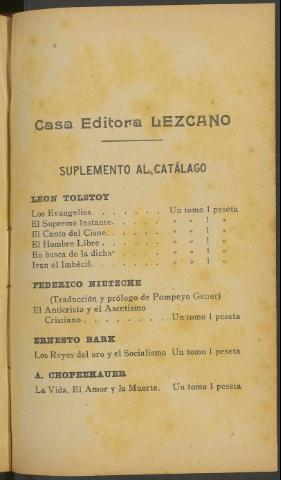 Casa Editora LEZCANO
SUPLEMENTO AL CATÁLAGO
LEON TOLSTOY
Los Evangelios. . . . . . . Un tomo 1 peseta
El Supremo Instante. . . . . „ „ 1 „
El Canto del Cisne. . . . . . „ „ 1 „
El Hombre Libre . . . . . . „ „ 1 „
En busca de la dicha . . . . . „ „ 1 „
Ivan el Imbécil. . . . . . . „ „ 1 „
FEDERICO NIETZCHE
(Traducción y prólogo de Pompeyo Gener)
El Anticristo y el Ascetismo
Cristiano . . . . . . . . Un tomo 1 peseta
ERNESTO BARK
Los Reyes del oro y el Socialismo Un tomo 1 peseta
A. CHOPEEHAUER
La Vida, El Amor y la Muerte. Un tomo 1 peseta